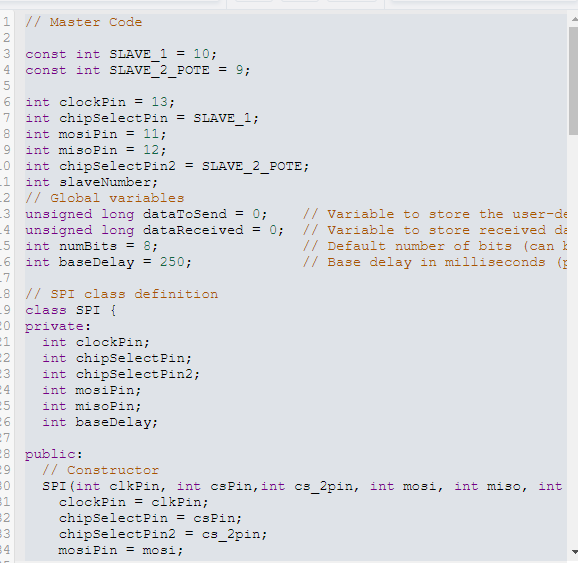 1 // Master Code
2
3 const int SLAVE_1 = 10;
4 const int SLAVE_2_POTE = 9;
5
6 int clockPin = 13;
7 int chipSelectPin = SLAVE_1;
8 int mosiPin = 11;
9 int misoPin = 12;
10 int chipSelectPin2 = SLAVE_2_POTE;
11 int slaveNumber;
12 // Global variables
13 unsigned long dataToSend = 0;    // Variable to store the user-de
14 unsigned long dataReceived = 0;  // Variable to store received da
15 int numBits = 8;                 // Default number of bits (can b
16 int baseDelay = 250;             // Base delay in milliseconds (p
17
18 // SPI class definition
19 class SPI {
20 private:
21   int clockPin;
22   int chipSelectPin;
23   int chipSelectPin2;
24   int mosiPin;
25   int misoPin;
26   int baseDelay;
27
28 public:
29   // Constructor
30   SPI(int clkPin, int csPin,int cs_2pin, int mosi, int miso, int
31     clockPin = clkPin;
32     chipSelectPin = csPin;
33     chipSelectPin2 = cs_2pin;
34     mosiPin = mosi;